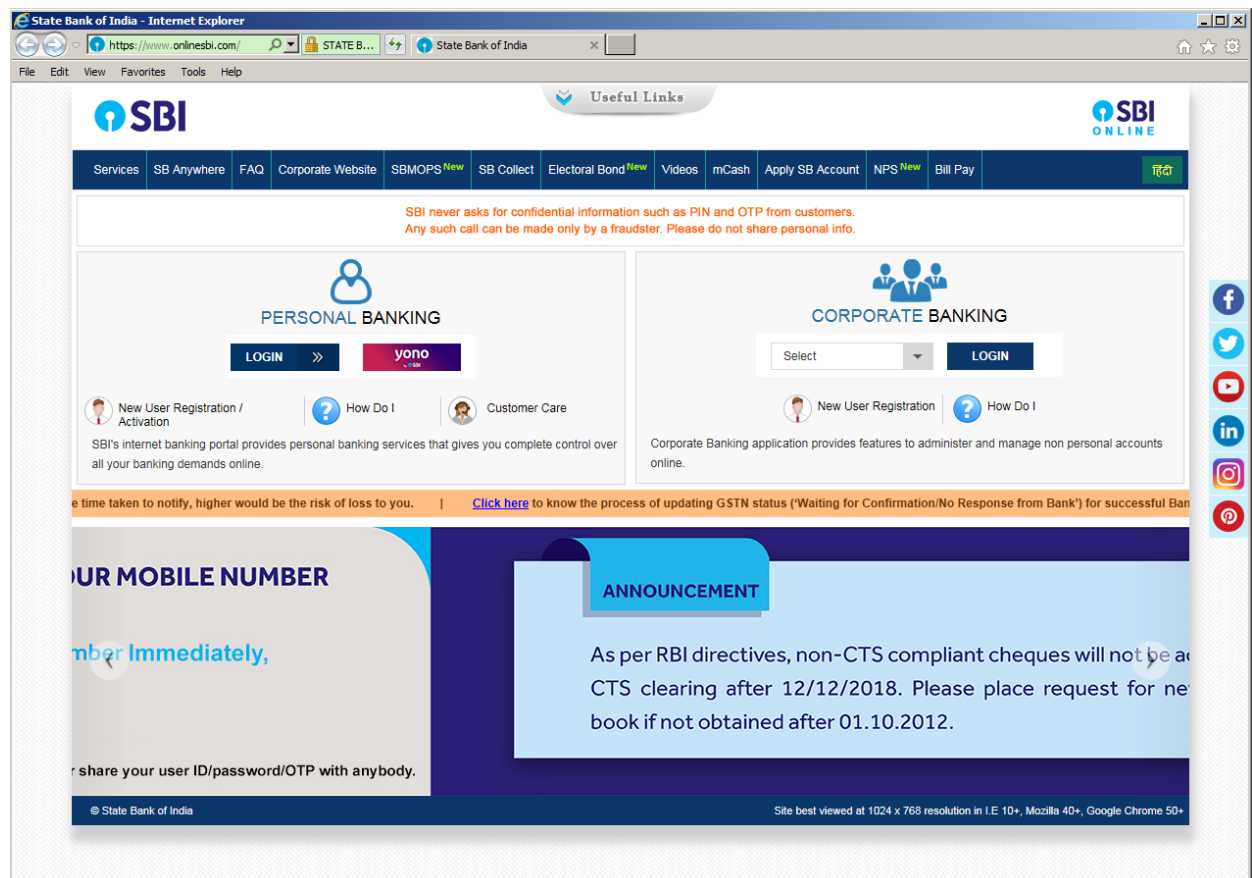 State Bank of India - Internet Explorer
https://www.onlinesbi.com/ STATE B... State Bank of India
File Edit View Favorites Tools Help
Useful Links
SBI
SBI
ONLINE
Services SB Anywhere FAQ Corporate Website SBMOPS New SB Collect Electoral Bond New Videos mCash Apply SB Account NPS New Bill Pay हिंदी
SBI never asks for confidential information such as PIN and OTP from customers.
Any such call can be made only by a fraudster. Please do not share personal info.
PERSONAL BANKING
LOGIN yono
by SBI
New User Registration /
Activation
How Do I
Customer Care
SBI's internet banking portal provides personal banking services that gives you complete control over
all your banking demands online.
CORPORATE BANKING
Select LOGIN
New User Registration
How Do I
Corporate Banking application provides features to administer and manage non personal accounts
online.
e time taken to notify, higher would be the risk of loss to you. | Click here to know the process of updating GSTN status (‘Waiting for Confirmation/No Response from Bank’) for successful Ban
UR MOBILE NUMBER
mber Immediately,
r share your user ID/password/OTP with anybody.
ANNOUNCEMENT
As per RBI directives, non-CTS compliant cheques will not be a
CTS clearing after 12/12/2018. Please place request for ne
book if not obtained after 01.10.2012.
© State Bank of India
Site best viewed at 1024 x 768 resolution in I.E 10+, Mozilla 40+, Google Chrome 50+